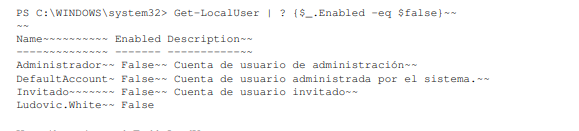 PS C:\WINDOWS\system32> Get-LocalUser | ? {$_.Enabled -eq $false}~~
~~
Name~~~~~~~~~~ Enabled Description~~
-------------- ------- -------------~~
Administrador~~ False~~ Cuenta de usuario de administración~~
DefaultAccount~ False~~ Cuenta de usuario administrada por el sistema.~~
Invitado~~~~~~~ False~~ Cuenta de usuario invitado~~
Ludovic.White~~ False